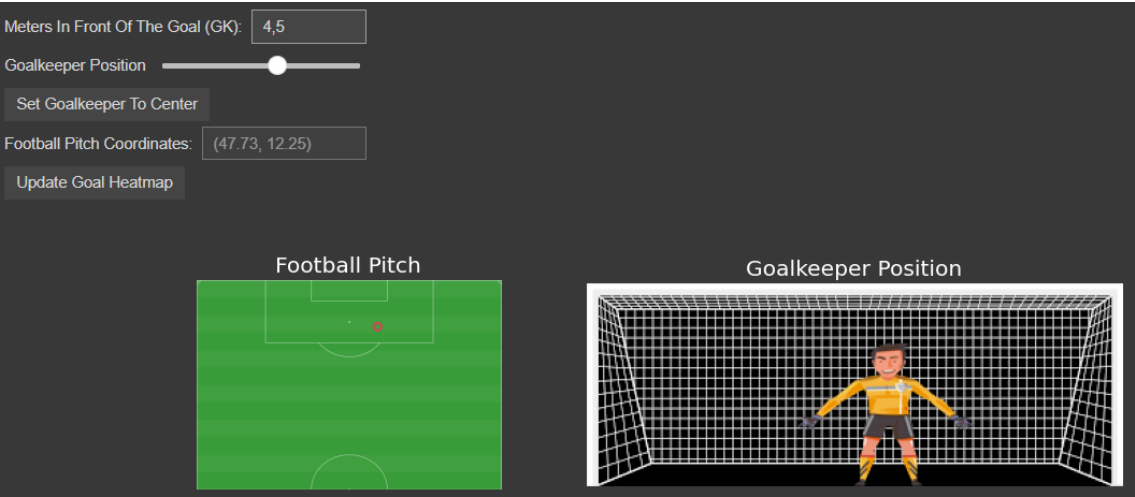 Meters In Front Of The Goal (GK): 4,5
Goalkeeper Position
Set Goalkeeper To Center
Football Pitch Coordinates: (47.73, 12.25)
Update Goal Heatmap
Football Pitch
Goalkeeper Position